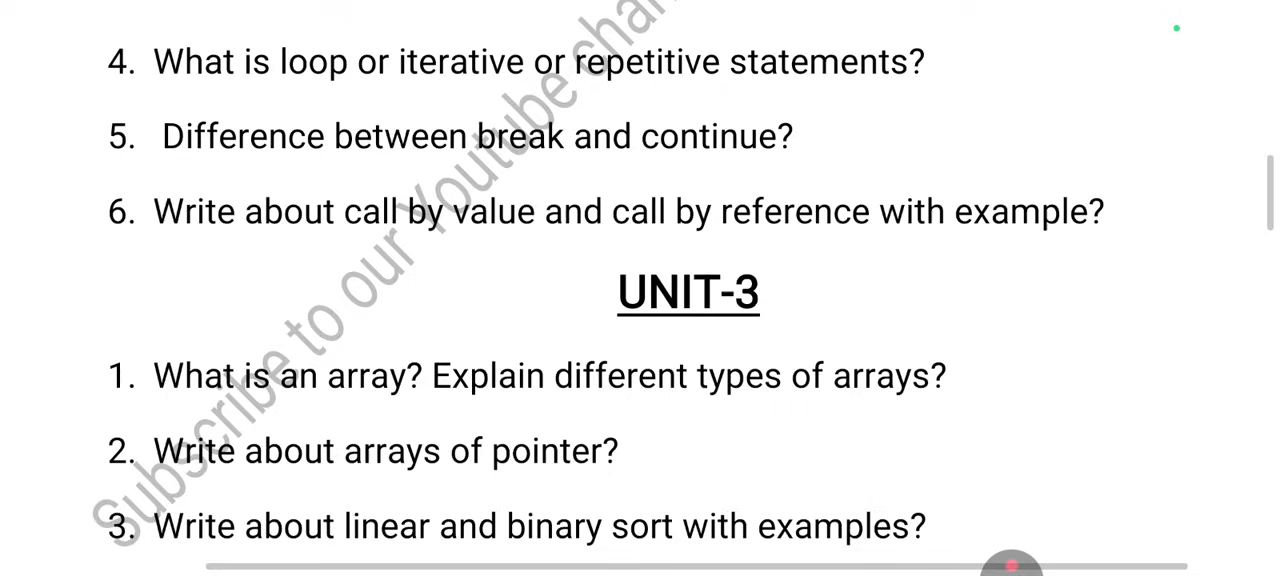 4. What is loop or iterative or repetitive statements?
5. Difference between break and continue?
6. Write about call by value and call by reference with example?
UNIT-3
1. What is an array? Explain different types of arrays?
2. Write about arrays of pointer?
3. Write about linear and binary sort with examples?
Subscribe to our Youtube